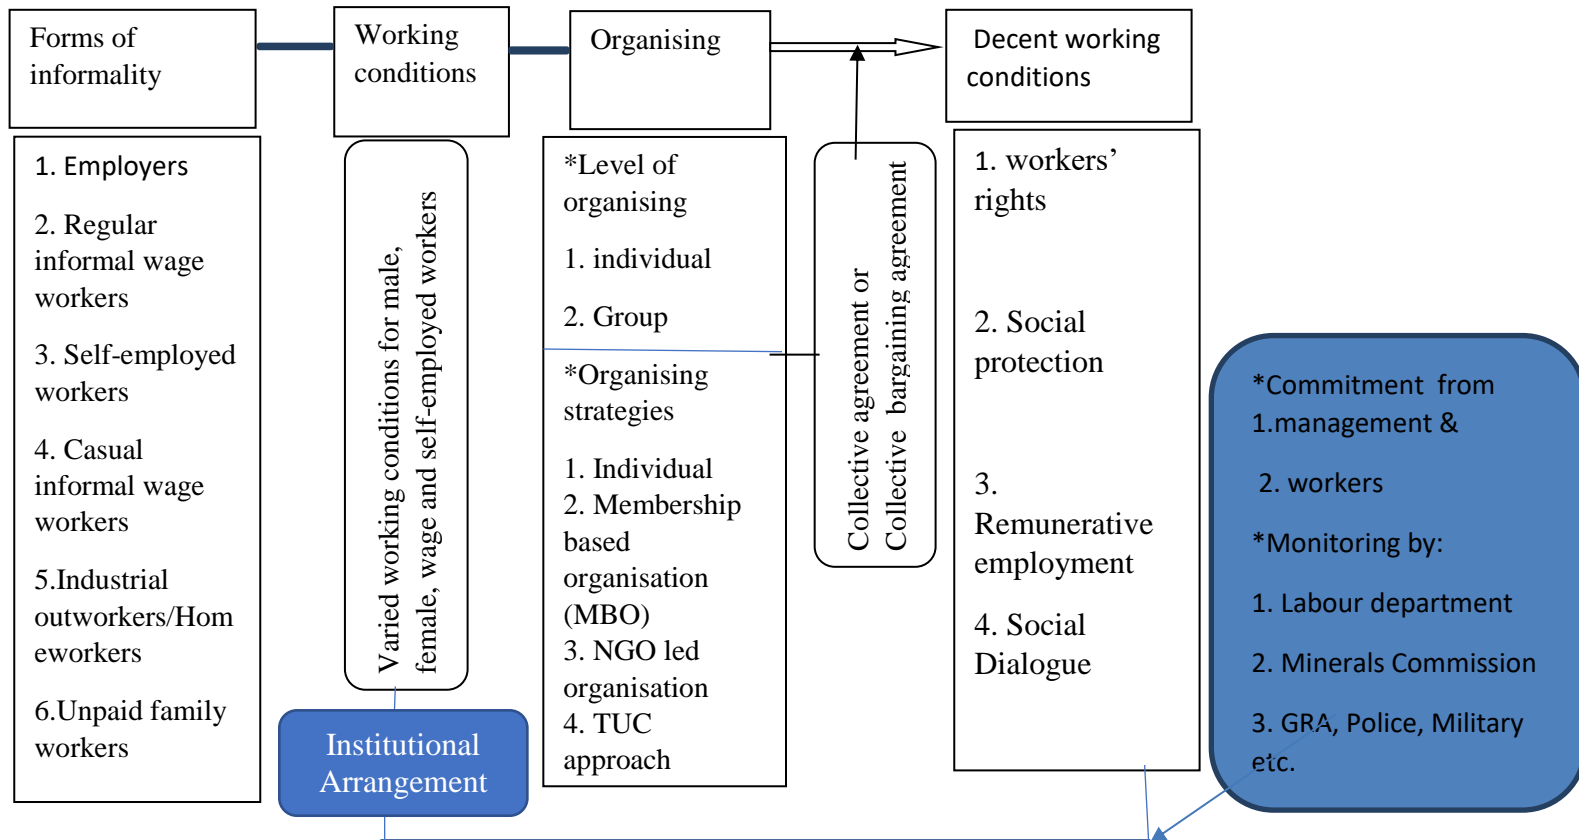 Forms of
informality
Working
conditions
Organising
Decent working
conditions
1. Employers
2. Regular
informal wage
workers
3. Self-employed
workers
4. Casual
informal wage
workers
5.Industrial
outworkers/Hom
eworkers
6.Unpaid family
workers
Varied working conditions for male,
female, wage and self-employed workers
Institutional
Arrangement
*Level of
organising
1. individual
2. Group
*Organising
strategies
1. Individual
2. Membership
based
organisation
(MBO)
3. NGO led
organisation
4. TUC
approach
Collective agreement or
Collective bargaining agreement
1. workers’
rights
2. Social
protection
3.
Remunerative
employment
4. Social
Dialogue
*Commitment from
1.management &
2. workers
*Monitoring by:
1. Labour department
2. Minerals Commission
3. GRA, Police, Military
etc.